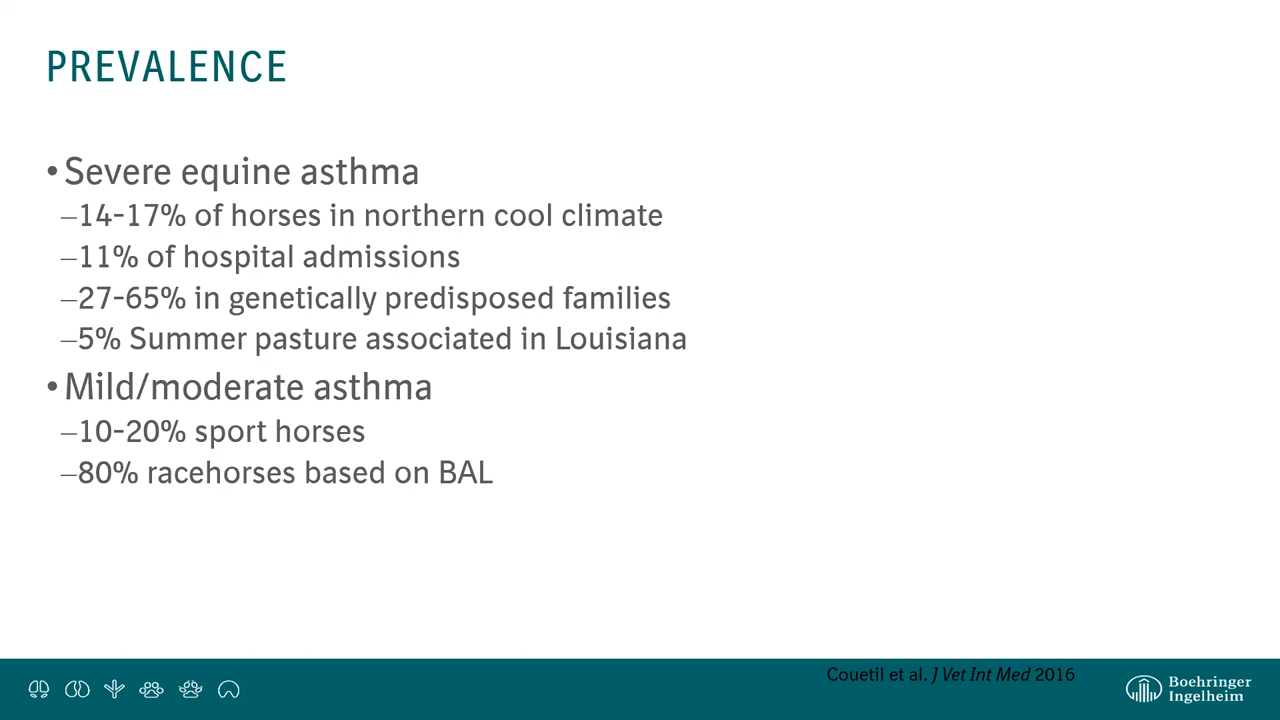 PREVALENCE
•Severe equine asthma
–14-17% of horses in northern cool climate
–11% of hospital admissions
–27-65% in genetically predisposed families
–5% Summer pasture associated in Louisiana
•Mild/moderate asthma
–10-20% sport horses
–80% racehorses based on BAL
Couetil et al. J Vet Int Med 2016
Boehringer
Ingelheim